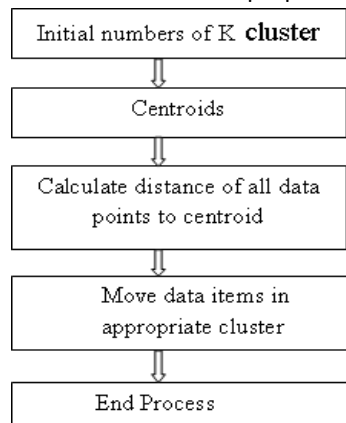 Initial numbers of K cluster
Centroids
Calculate distance of all data
points to centroid
Move data items in
appropriate cluster
End Process